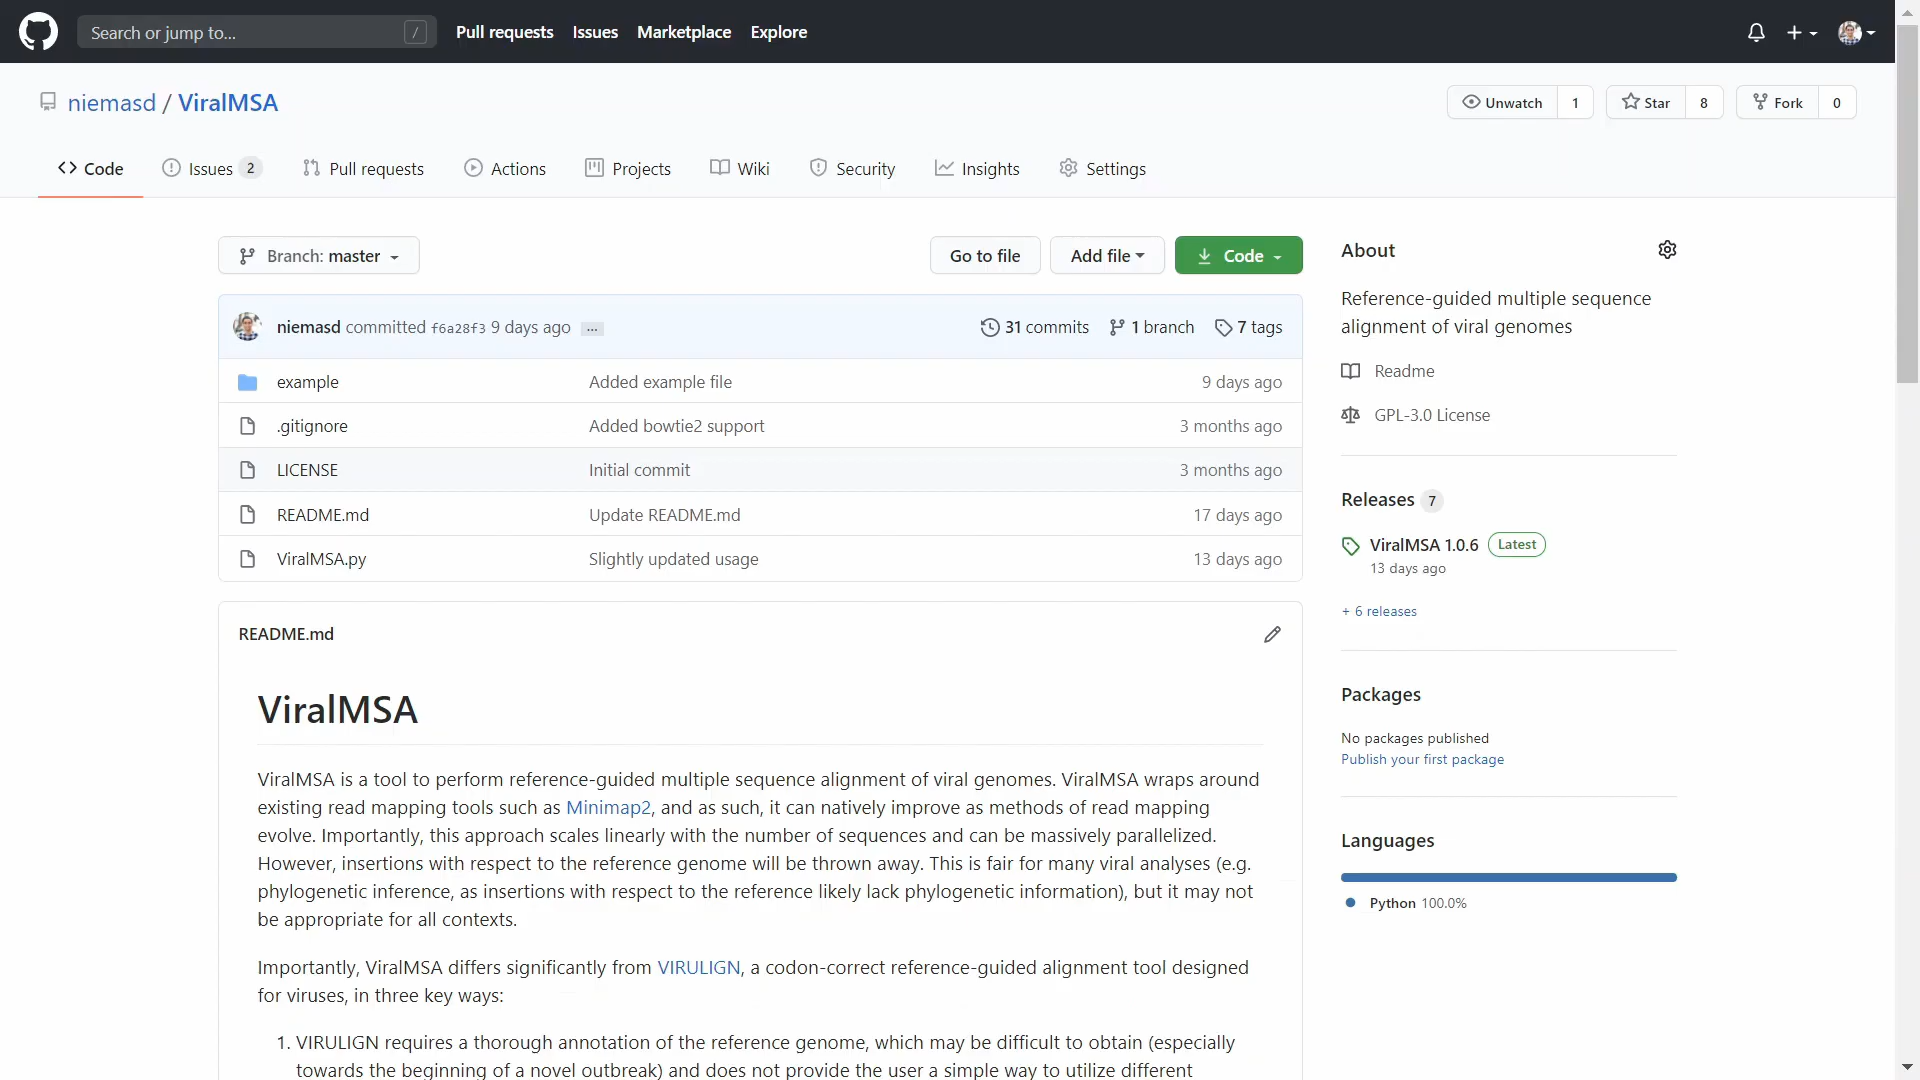 Search or jump to... /
Pull requests Issues Marketplace Explore
niemasd / ViralMSA
Unwatch 1 Star 8 Fork 0
Code Issues 2 Pull requests Actions Projects Wiki Security Insights Settings
Branch: master Go to file Add file Code
niemasd committed f6a28f3 9 days ago ... 31 commits 1 branch 7 tags
example Added example file 9 days ago
.gitignore Added bowtie2 support 3 months ago
LICENSE Initial commit 3 months ago
README.md Update README.md 17 days ago
ViralMSA.py Slightly updated usage 13 days ago
README.md
ViralMSA
ViralMSA is a tool to perform reference-guided multiple sequence alignment of viral genomes. ViralMSA wraps around
existing read mapping tools such as Minimap2, and as such, it can natively improve as methods of read mapping
evolve. Importantly, this approach scales linearly with the number of sequences and can be massively parallelized.
However, insertions with respect to the reference genome will be thrown away. This is fair for many viral analyses (e.g.
phylogenetic inference, as insertions with respect to the reference likely lack phylogenetic information), but it may not
be appropriate for all contexts.
Importantly, ViralMSA differs significantly from VIRULIGN, a codon-correct reference-guided alignment tool designed
for viruses, in three key ways:
1. VIRULIGN requires a thorough annotation of the reference genome, which may be difficult to obtain (especially
towards the beginning of a novel outbreak) and does not provide the user a simple way to utilize different
About
Reference-guided multiple sequence
alignment of viral genomes
Readme
GPL-3.0 License
Releases 7
ViralMSA 1.0.6 Latest
13 days ago
+ 6 releases
Packages
No packages published
Publish your first package
Languages
Python 100.0%